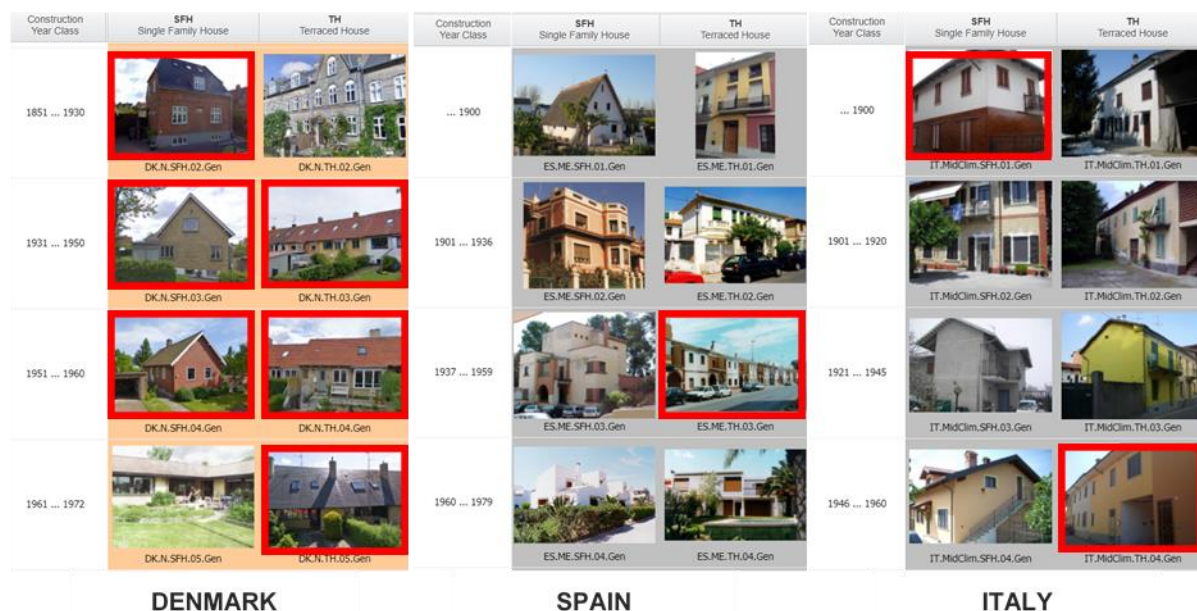 Construction
Year Class
SFH
Single Family House
TH
Terraced House
1851 ... 1930
DK.N.SFH.02.Gen
DK.N.TH.02.Gen
1931 ... 1950
DK.N.SFH.03.Gen
DK.N.TH.03.Gen
1951 ... 1960
DK.N.SFH.04.Gen
DK.N.TH.04.Gen
1961 ... 1972
DK.N.SFH.05.Gen
DK.N.TH.05.Gen
DENMARK
Construction
Year Class
SFH
Single Family House
TH
Terraced House
... 1900
ES.ME.SFH.01.Gen
ES.ME.TH.01.Gen
1901 ... 1936
ES.ME.SFH.02.Gen
ES.ME.TH.02.Gen
1937 ... 1959
ES.ME.SFH.03.Gen
ES.ME.TH.03.Gen
1960 ... 1979
ES.ME.SFH.04.Gen
ES.ME.TH.04.Gen
SPAIN
Construction
Year Class
SFH
Single Family House
TH
Terraced House
... 1900
IT.MidClim.SFH.01.Gen
IT.MidClim.TH.01.Gen
1901 ... 1920
IT.MidClim.SFH.02.Gen
IT.MidClim.TH.02.Gen
1921 ... 1945
IT.MidClim.SFH.03.Gen
IT.MidClim.TH.03.Gen
1946 ... 1960
IT.MidClim.SFH.04.Gen
IT.MidClim.TH.04.Gen
ITALY